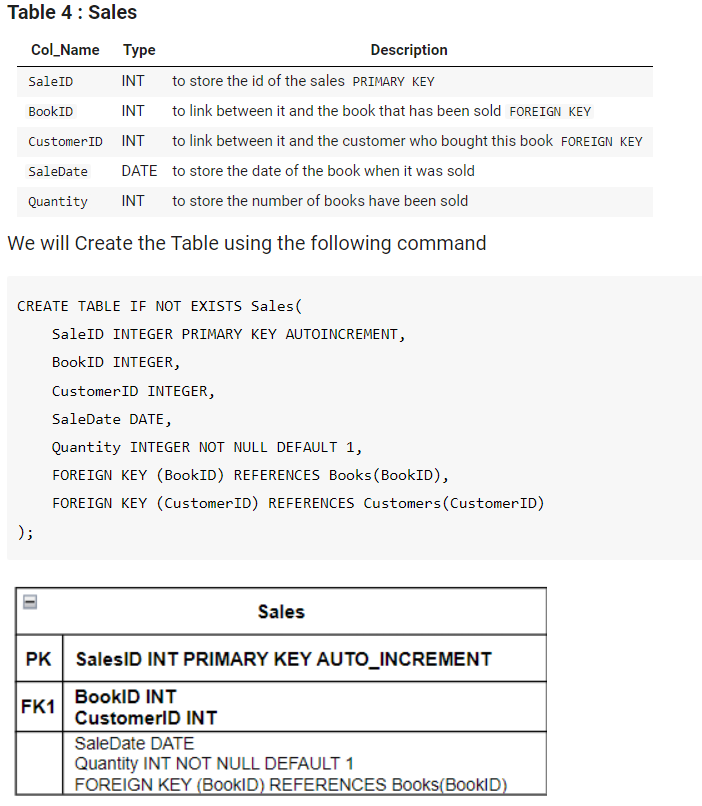 Table 4 : Sales
Col_Name Type Description
SaleID INT to store the id of the sales PRIMARY KEY
BookID INT to link between it and the book that has been sold FOREIGN KEY
CustomerID INT to link between it and the customer who bought this book FOREIGN KEY
SaleDate DATE to store the date of the book when it was sold
Quantity INT to store the number of books have been sold
We will Create the Table using the following command
CREATE TABLE IF NOT EXISTS Sales(
    SaleID INTEGER PRIMARY KEY AUTOINCREMENT,
    BookID INTEGER,
    CustomerID INTEGER,
    SaleDate DATE,
    Quantity INTEGER NOT NULL DEFAULT 1,
    FOREIGN KEY (BookID) REFERENCES Books(BookID),
    FOREIGN KEY (CustomerID) REFERENCES Customers(CustomerID)
);
Sales
PK SalesID INT PRIMARY KEY AUTO_INCREMENT
FK1 BookID INT
CustomerID INT
SaleDate DATE
Quantity INT NOT NULL DEFAULT 1
FOREIGN KEY (BookID) REFERENCES Books(BookID)